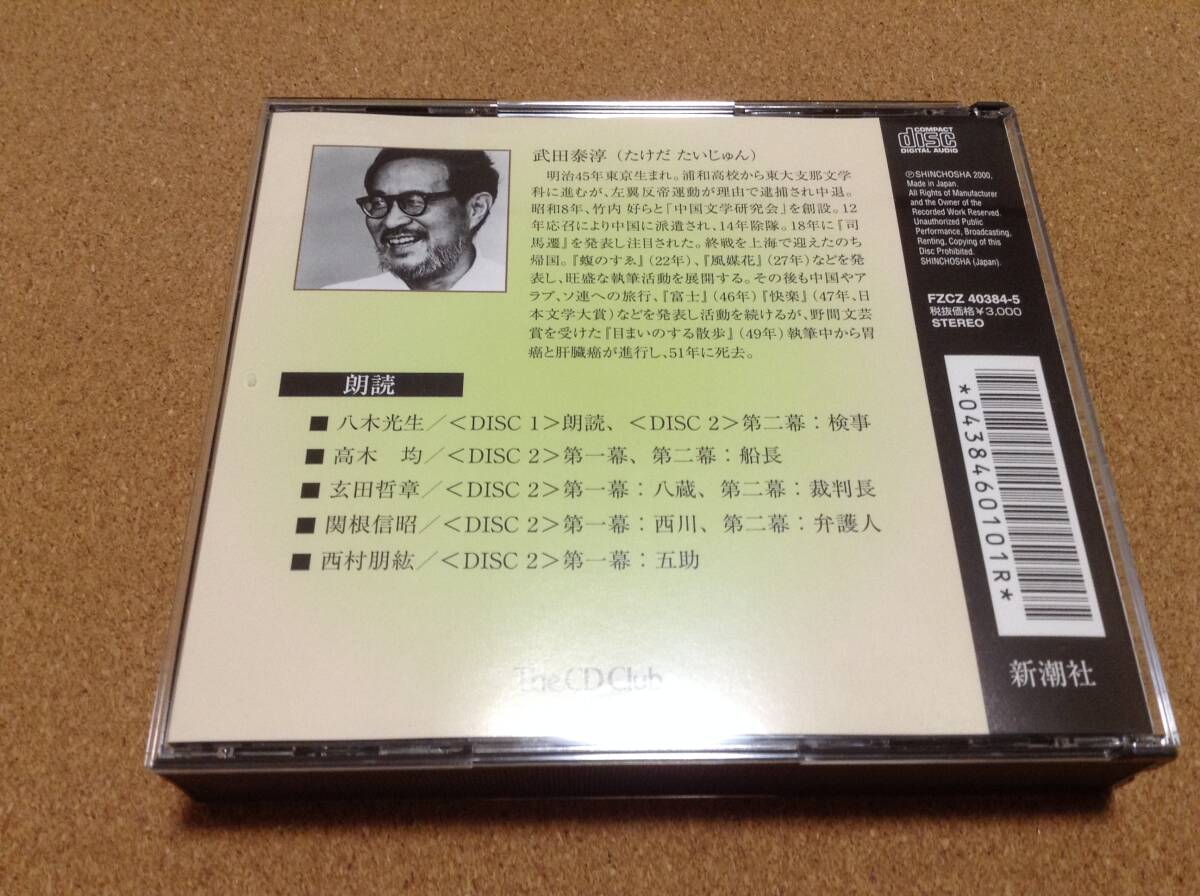 武田泰淳（たけだ たいじゅん）
明治45年東京生まれ。浦和高校から東大支那文学
科に進むが、左翼反帝運動が理由で逮捕され中退。
昭和8年、竹内 好らと「中国文学研究会」を創設。12
年応召により中国に派遣され、14年除隊。18年に『司
馬遷』を発表し注目された。終戦を上海で迎えたのち
帰国。『蝮のすゑ』（22年）、『風媒花』（27年）などを発
表し、旺盛な執筆活動を展開する。その後も中国やア
ラブ、ソ連への旅行、『富士』（46年）『快楽』（47年、日
本文学大賞）などを発表し活動を続けるが、野間文芸
賞を受けた『目まいのする散歩』（49年）執筆中から胃
癌と肝臓癌が進行し、51年に死去。
朗読
■ 八木光生／＜DISC 1＞朗読、＜DISC 2＞第二幕：検事
■ 高木　均／＜DISC 2＞第一幕、第二幕：船長
■ 玄田哲章／＜DISC 2＞第一幕：八蔵、第二幕：裁判長
■ 関根信昭／＜DISC 2＞第一幕：西川、第二幕：弁護人
■ 西村朋紘／＜DISC 2＞第一幕：五助
The CD Club
COMPACT
disc
DIGITAL AUDIO
Ⓟ SHINCHOSHA 2000,
Made in Japan.
All Rights of Manufacturer
and the Owner of the
Recorded Work Reserved.
Unauthorized Public
Performance, Broadcasting,
Renting, Copying of this
Disc Prohibited.
SHINCHOSHA (Japan).
FZCZ 40384-5
税抜価格￥3,000
STEREO
*0438460101R*
新潮社